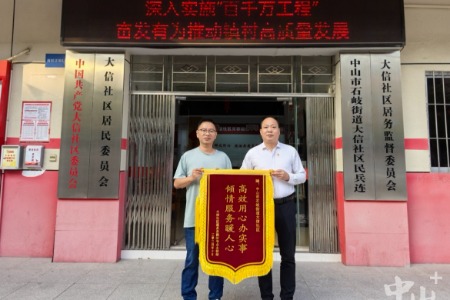 深入实施"百千万工程"
奋发有为推动镇村高质量发展
中国共产党大信社区委员会
大信社区居民委员会
中山市石岐街道大信社区民兵连
大信社区居务监督委员会
高效用心办实事
倾情服务暖人心
中山+